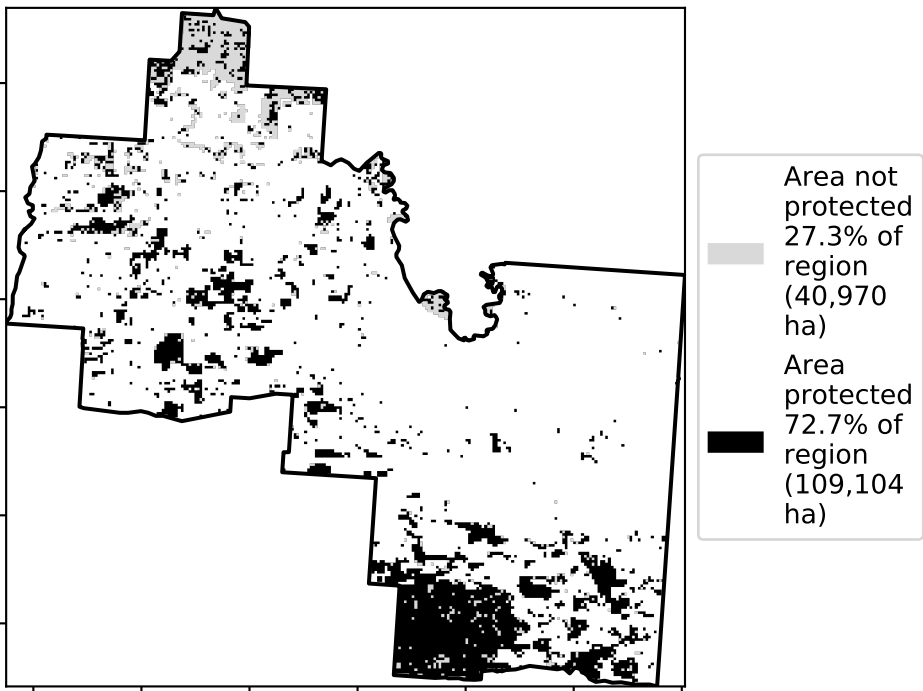 Area not
protected
27.3% of
region
(40,970
ha)
Area
protected
72.7% of
region
(109,104
ha)